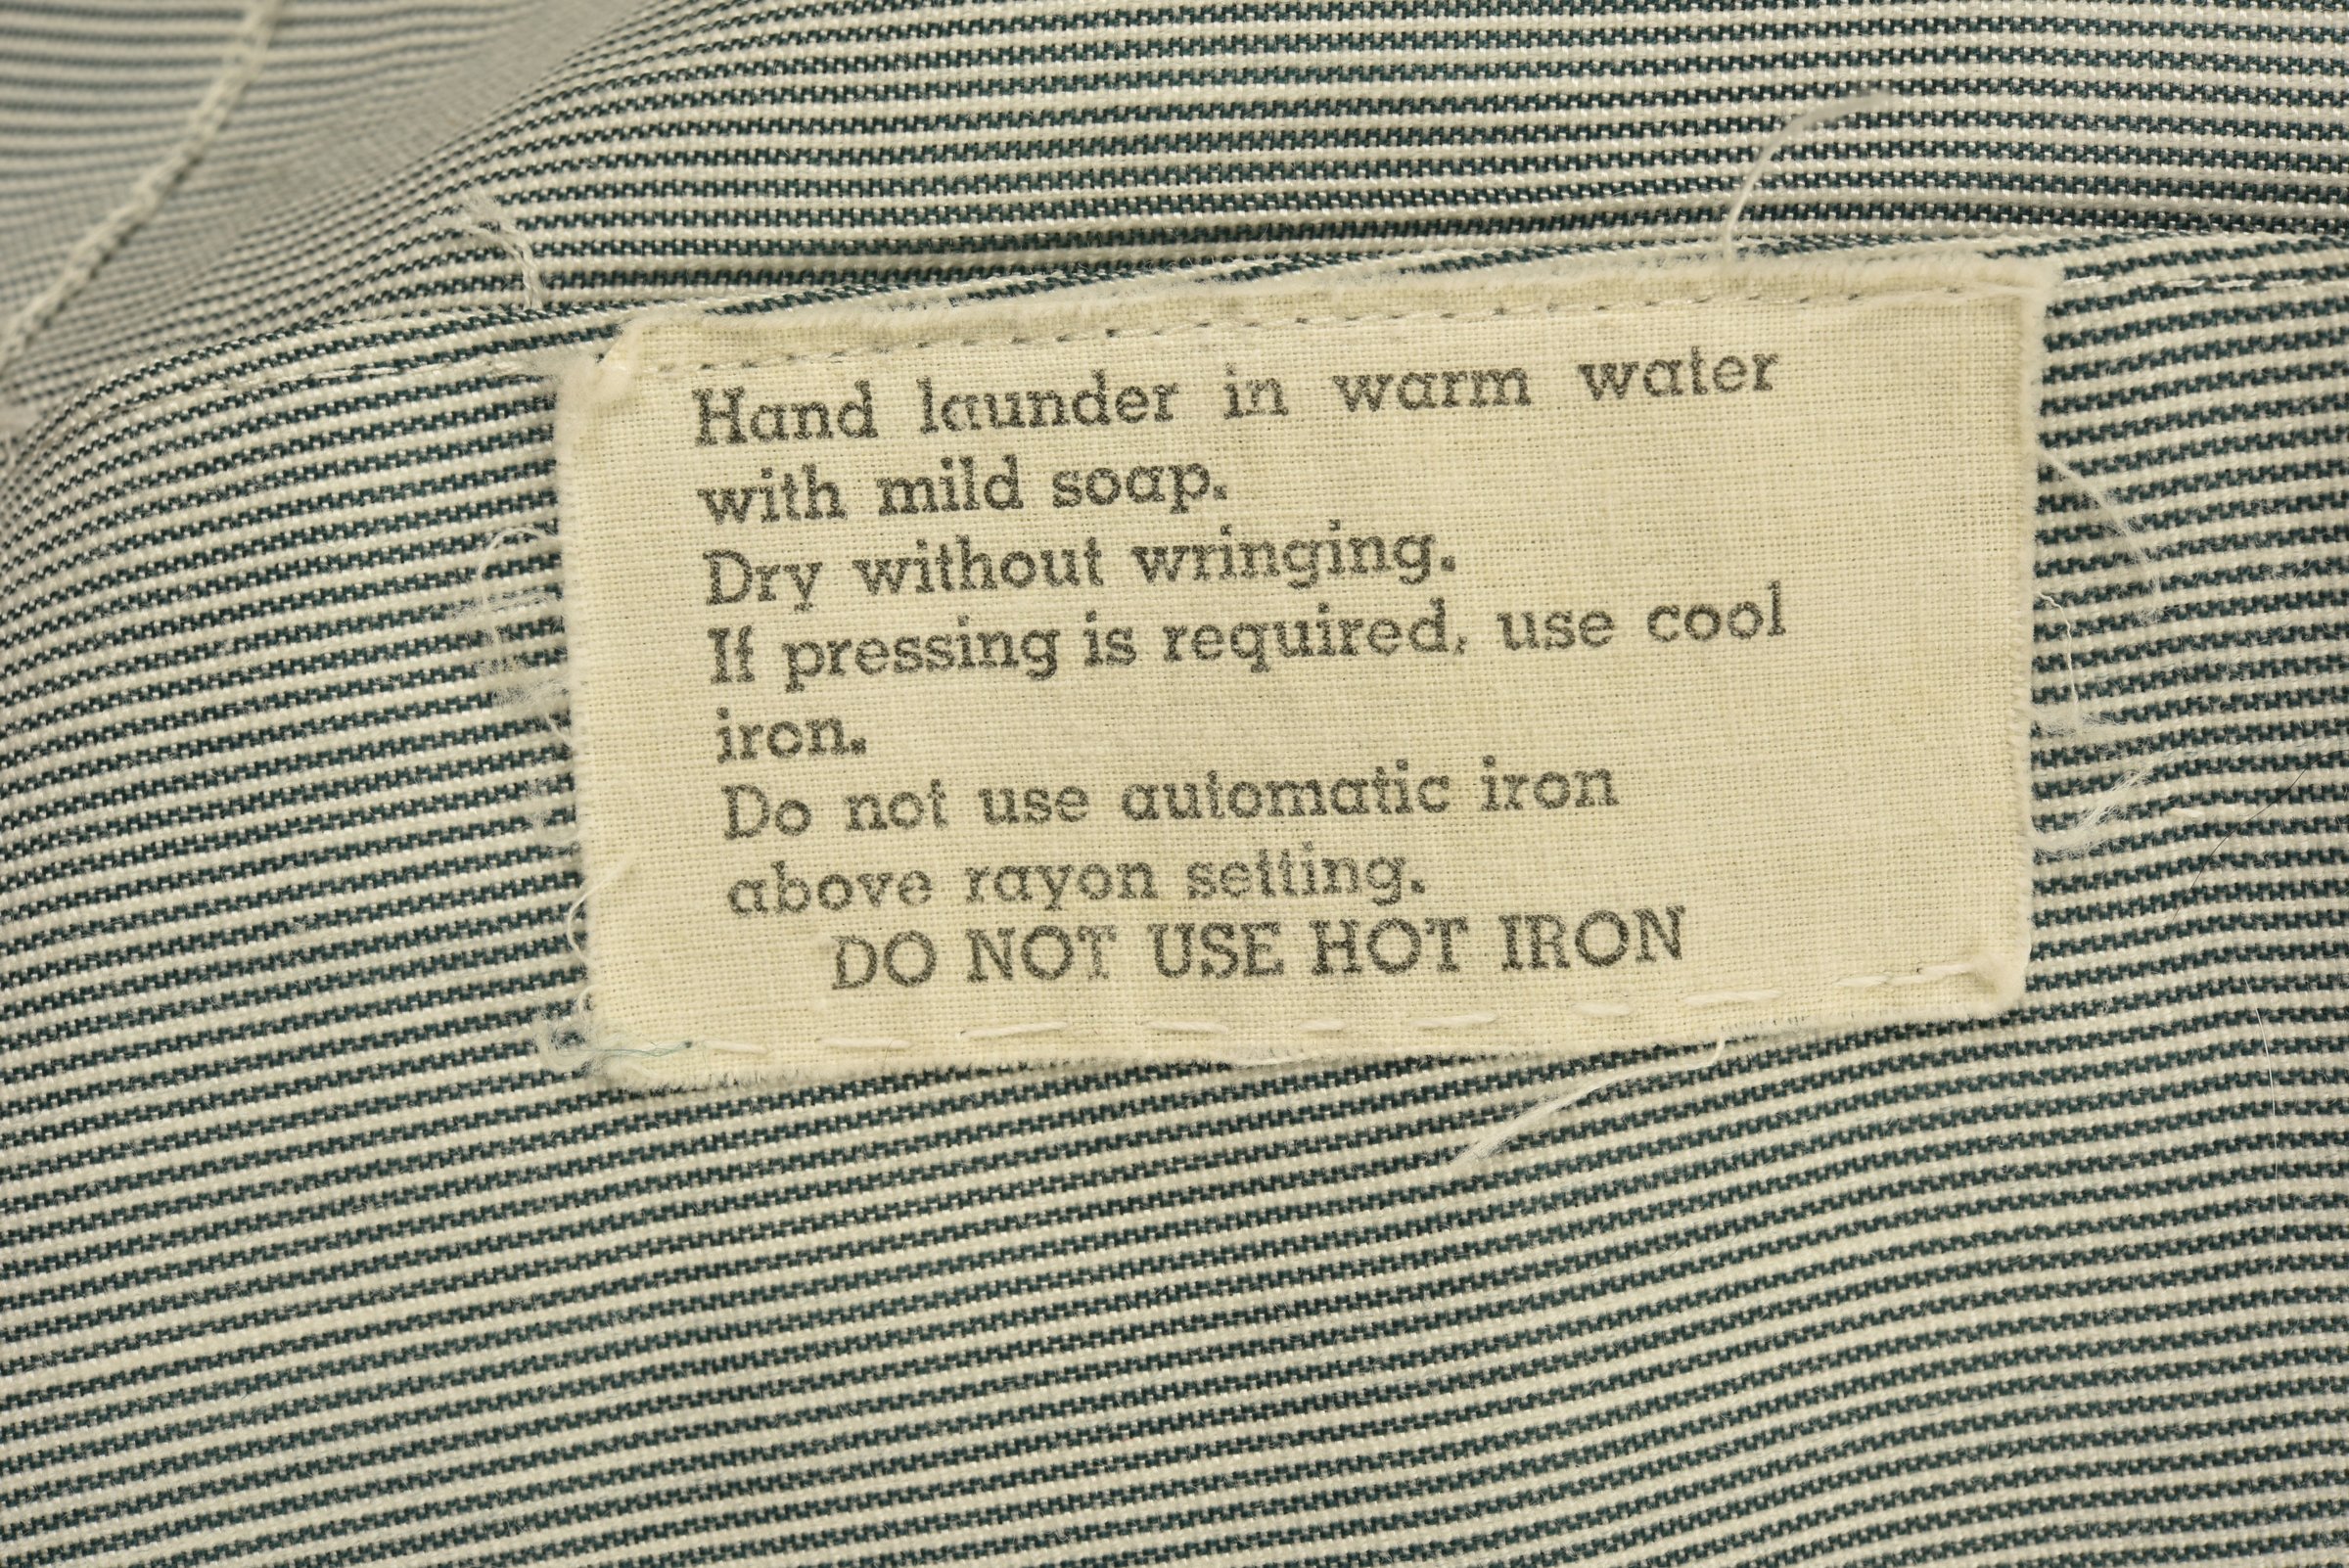 Hand launder in warm water
with mild soap.
Dry without wringing.
If pressing is required, use cool
iron.
Do not use automatic iron
above rayon setting.
DO NOT USE HOT IRON